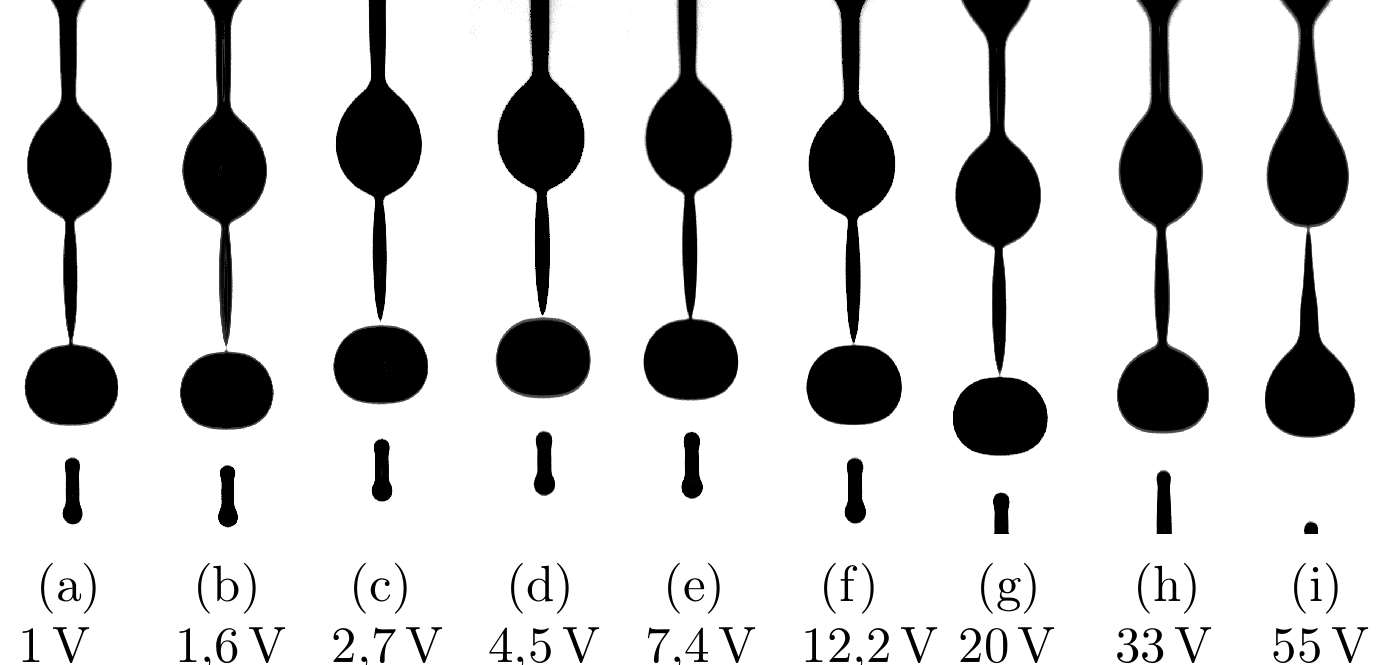 (a) (b) (c) (d) (e) (f) (g) (h) (i)
1 V 1,6 V 2,7 V 4,5 V 7,4 V 12,2 V 20 V 33 V 55 V